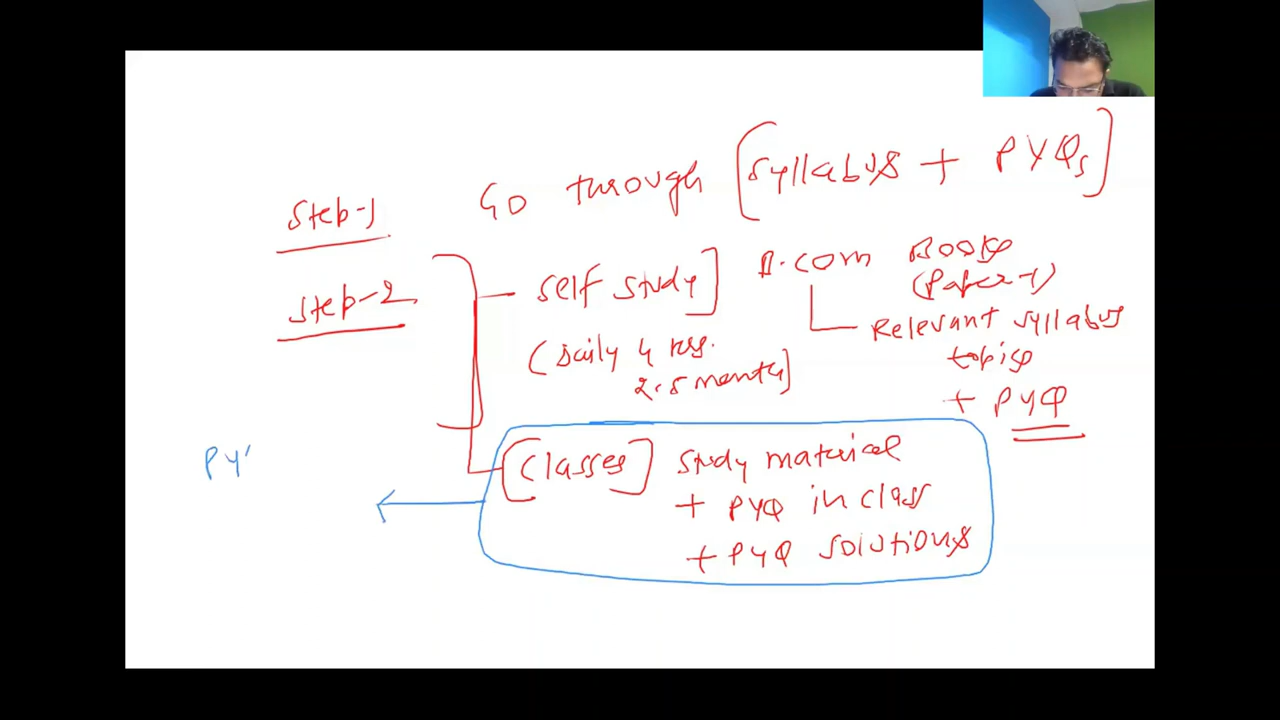 Step-1 Go through [syllabus + PYQs]
Step-2
self study]
(Daily 4 hrs.
2.5 months]
B.com Books
(Paper-1)
Relevant syllabus
topics
+ PYQ
[Classes] study material
+ PYQ in class
+ PYQ solutions
PY'